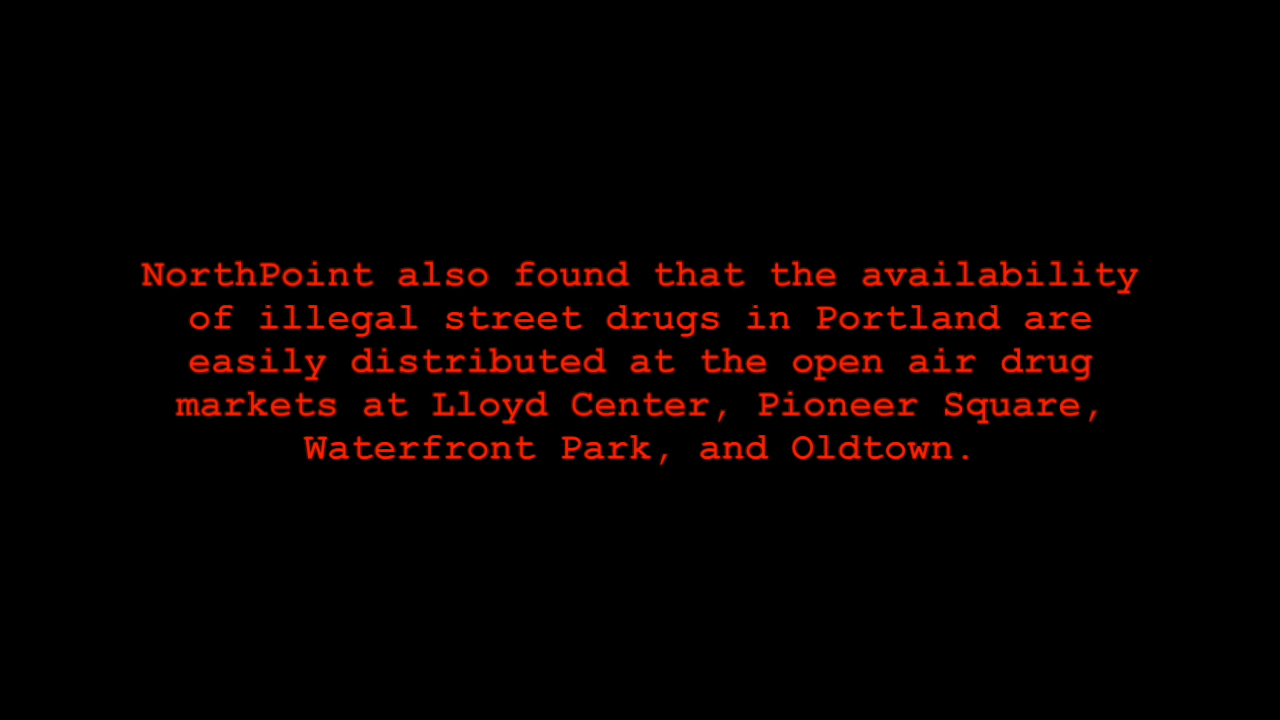 NorthPoint also found that the availability
of illegal street drugs in Portland are
easily distributed at the open air drug
markets at Lloyd Center, Pioneer Square,
Waterfront Park, and Oldtown.